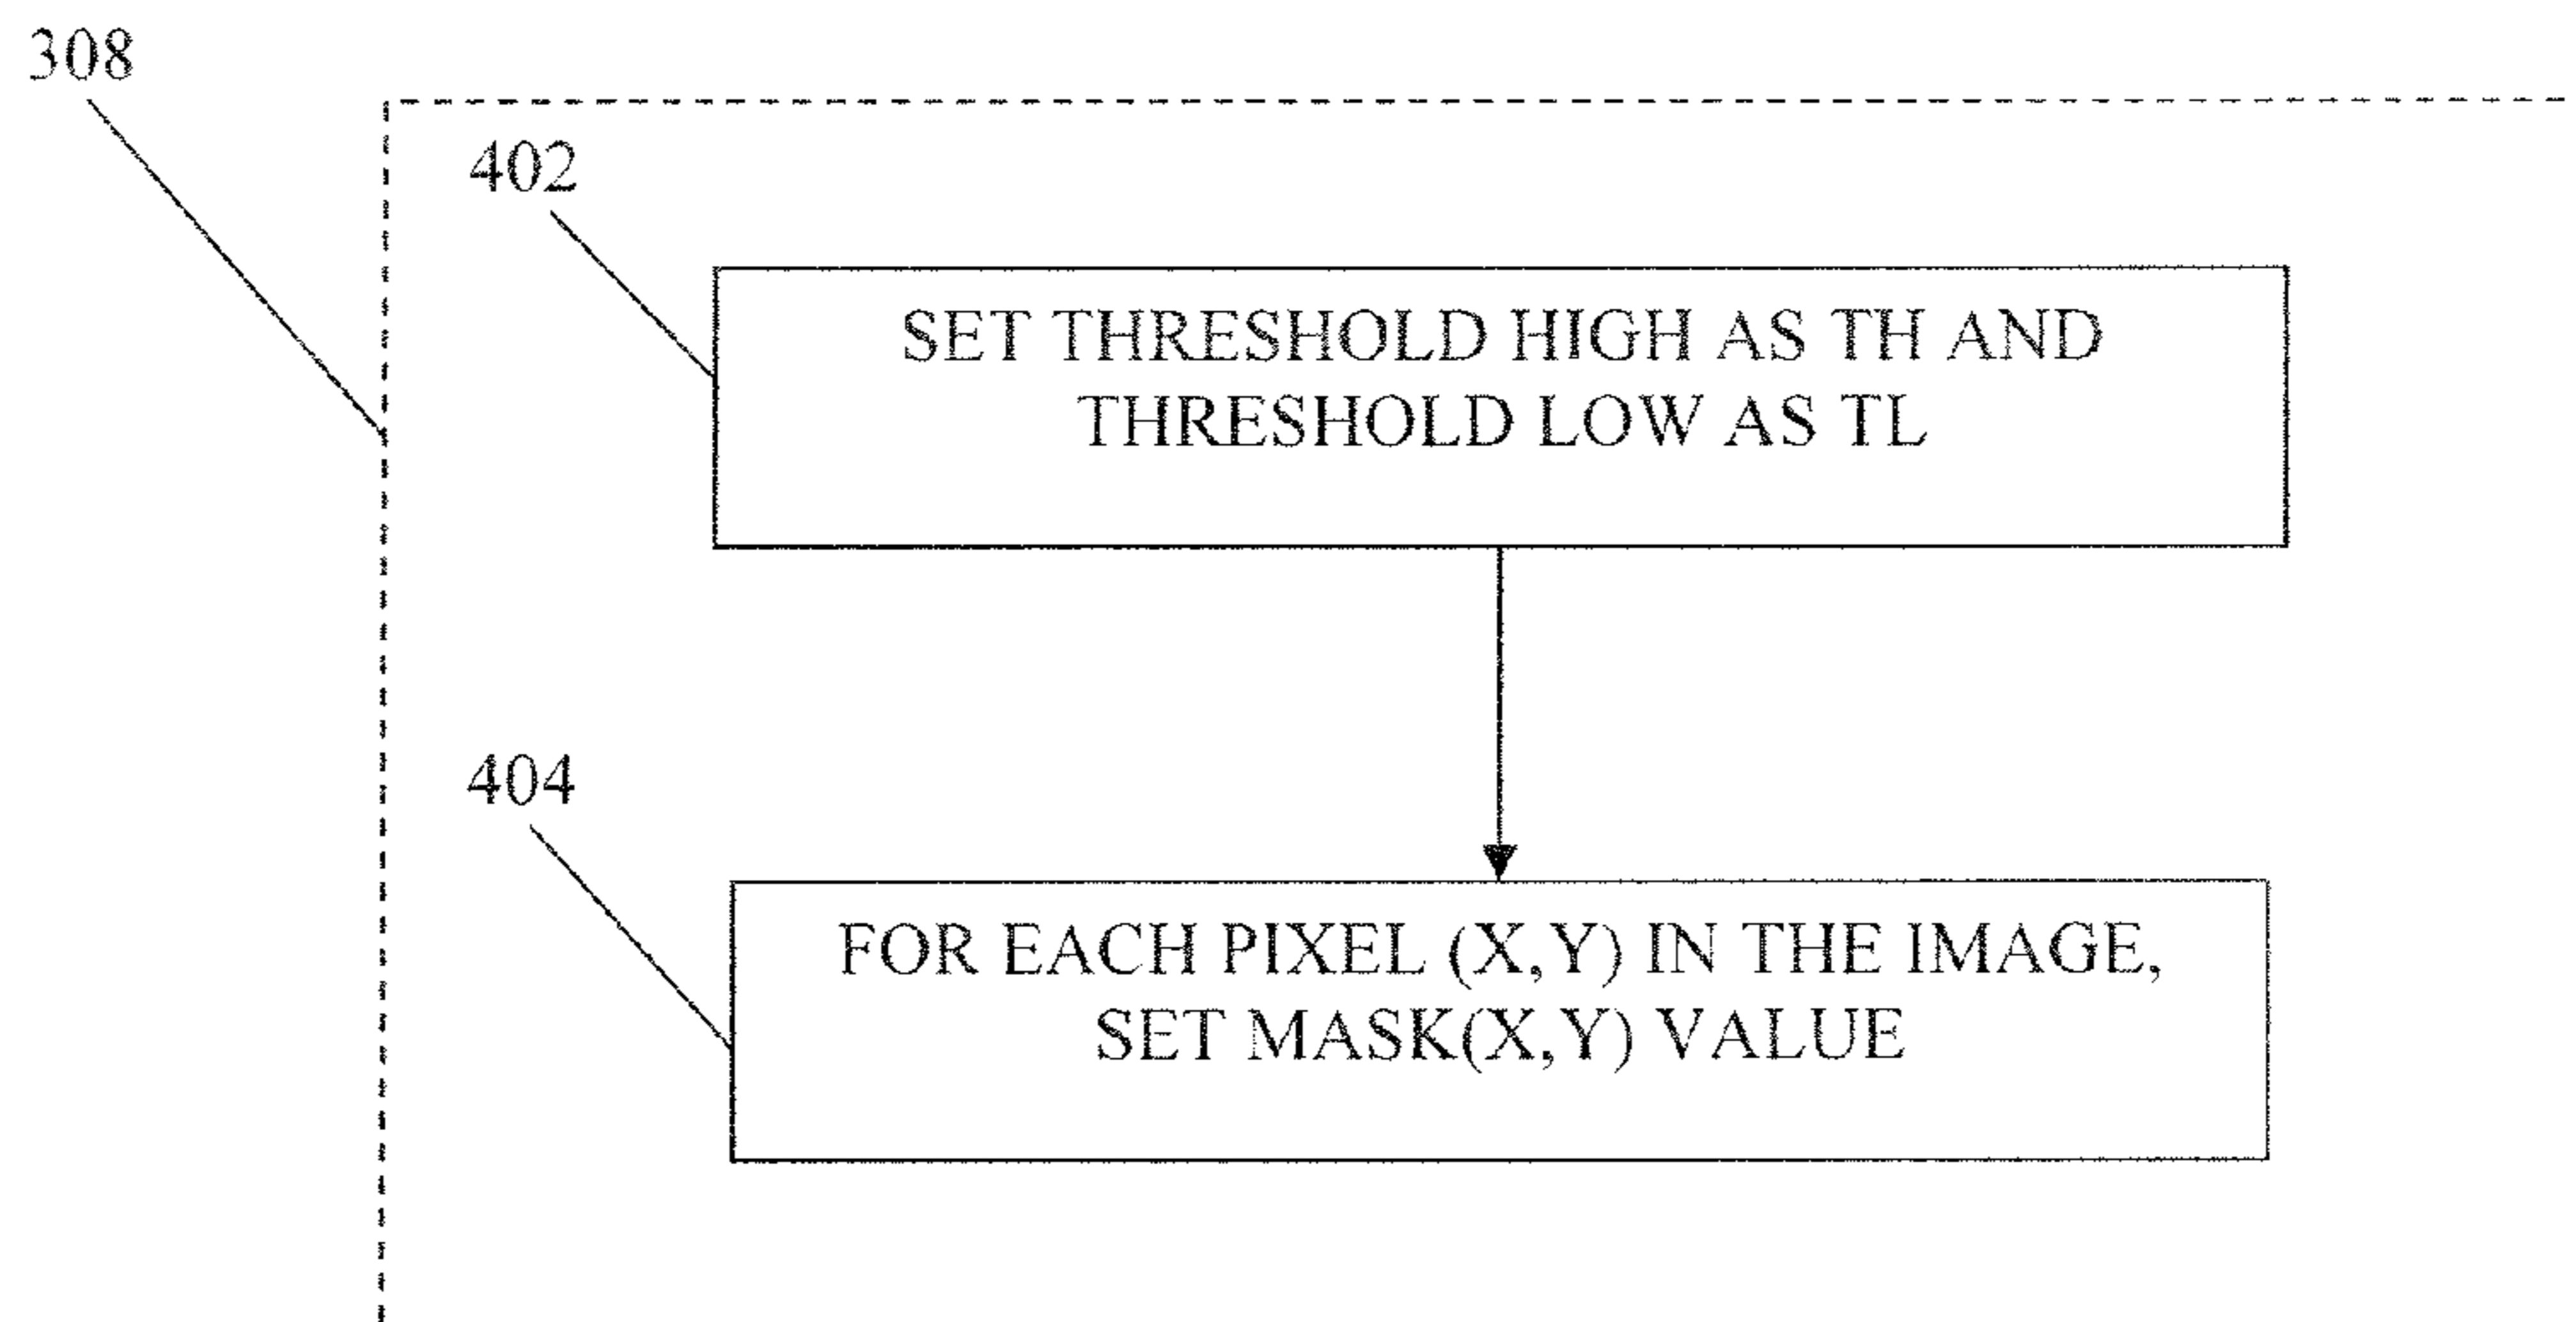 308
402
SET THRESHOLD HIGH AS TH AND
THRESHOLD LOW AS TL
404
FOR EACH PIXEL (X,Y) IN THE IMAGE,
SET MASK(X,Y) VALUE